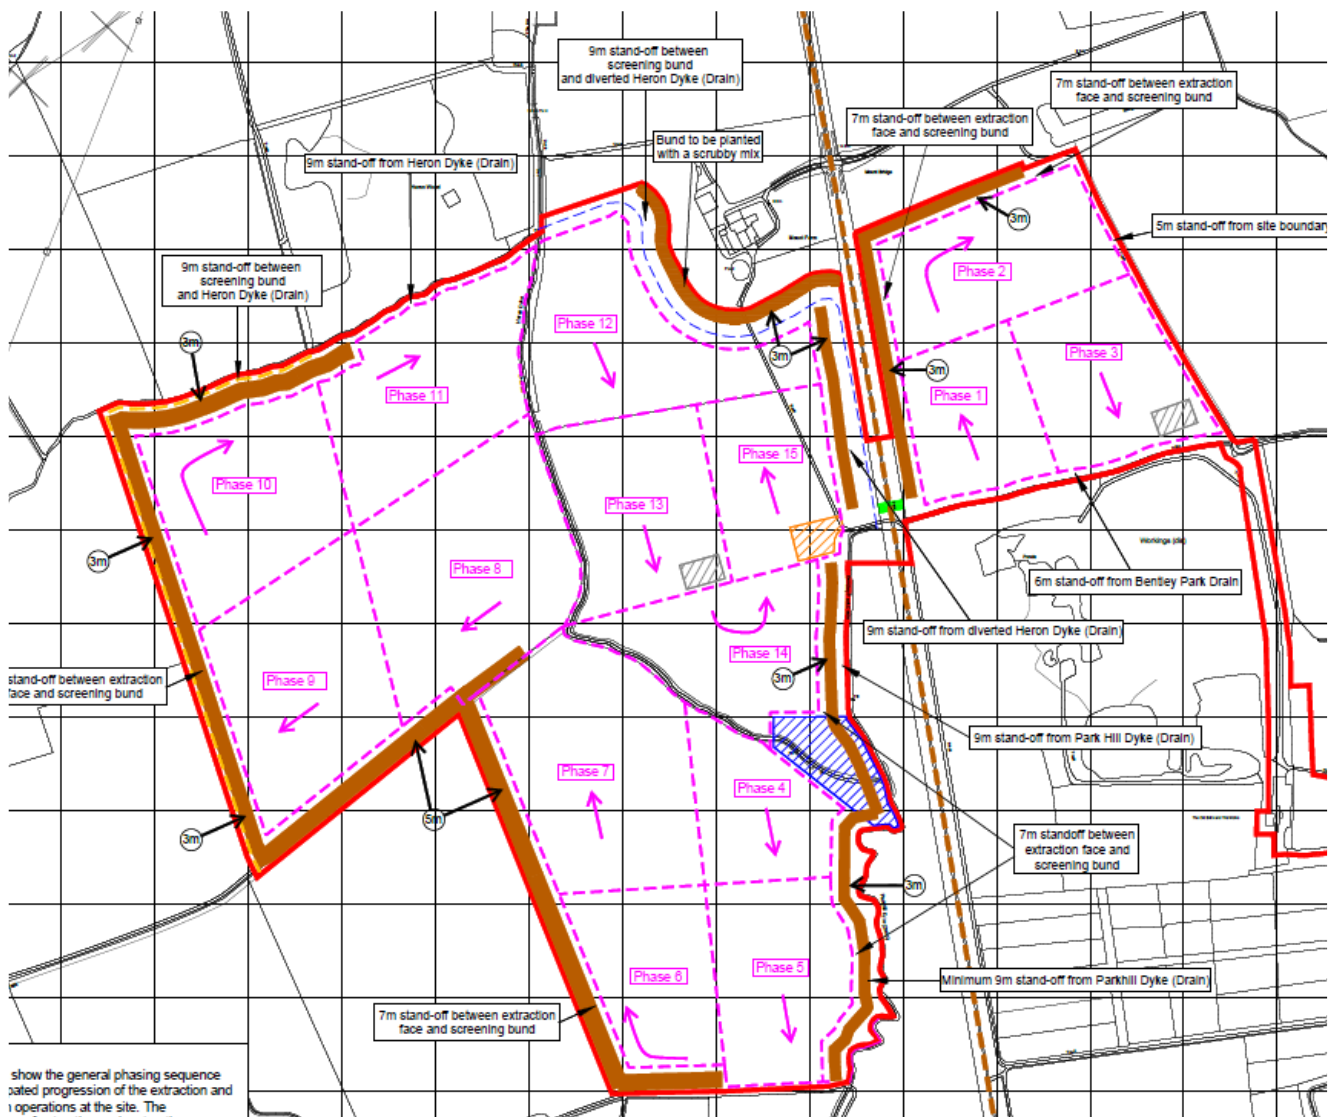 9m stand-off between
screening bund
and diverted Heron Dyke (Drain)
7m stand-off between extraction
face and screening bund
7m stand-off between extraction
face and screening bund
Bund to be planted
with a scrubby mix
9m stand-off from Heron Dyke (Drain)
3m
5m stand-off from site boundary
9m stand-off between
screening bund
and Heron Dyke (Drain)
Phase 2
Phase 12
3m
3m
Phase 3
3m
Phase 11
Phase 1
Phase 15
Phase 10
Phase 13
Workings (dis)
3m
Phase 8
6m stand-off from Bentley Park Drain
9m stand-off from diverted Heron Dyke (Drain)
Phase 14
stand-off between extraction
face and screening bund
Phase 9
3m
9m stand-off from Park Hill Dyke (Drain)
Phase 7
Phase 4
5m
3m
7m standoff between
extraction face and
screening bund
3m
Phase 6
Phase 5
Minimum 9m stand-off from Parkhill Dyke (Drain)
7m stand-off between extraction
face and screening bund
show the general phasing sequence
pated progression of the extraction and
operations at the site. The